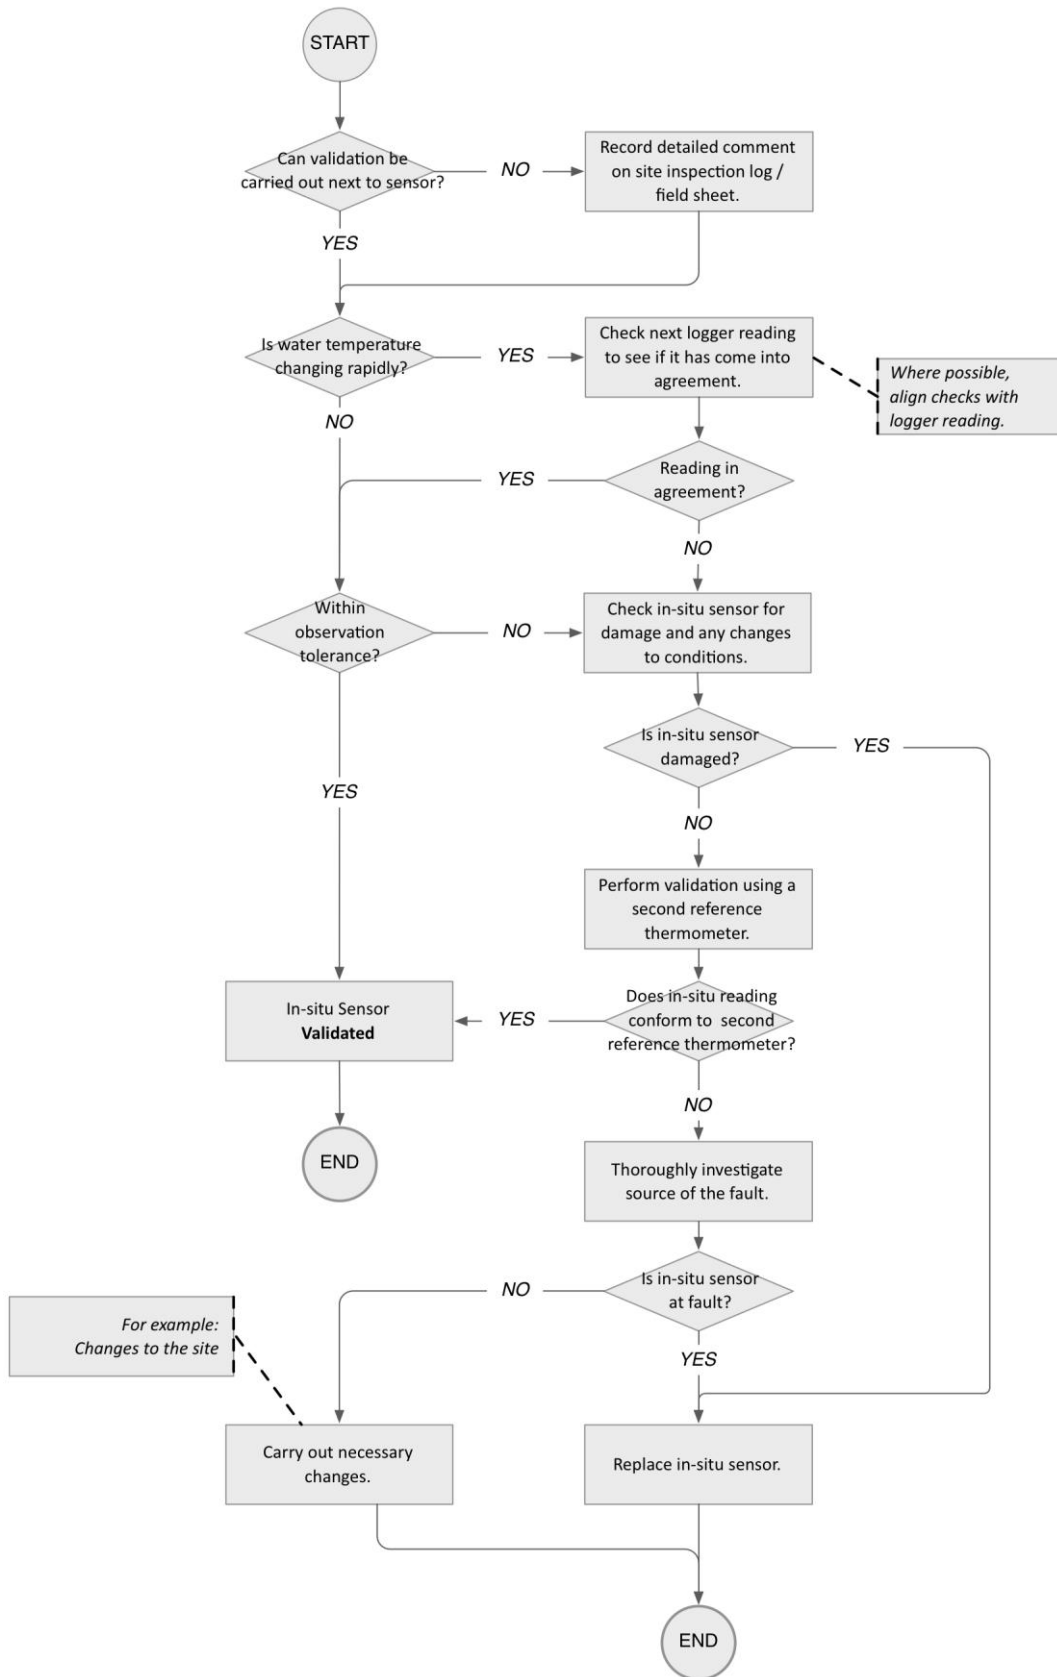 START
Can validation be
carried out next to sensor?
NO
Record detailed comment
on site inspection log /
field sheet.
YES
Is water temperature
changing rapidly?
YES
Check next logger reading
to see if it has come into
agreement.
Where possible,
align checks with
logger reading.
NO
Reading in
agreement?
YES
NO
Within
observation
tolerance?
NO
Check in-situ sensor for
damage and any changes
to conditions.
Is in-situ sensor
damaged?
YES
YES
NO
Perform validation using a
second reference
thermometer.
In-situ Sensor
Validated
YES
Does in-situ reading
conform to second
reference thermometer?
NO
END
Thoroughly investigate
source of the fault.
Is in-situ sensor
at fault?
NO
For example:
Changes to the site
YES
Carry out necessary
changes.
Replace in-situ sensor.
END